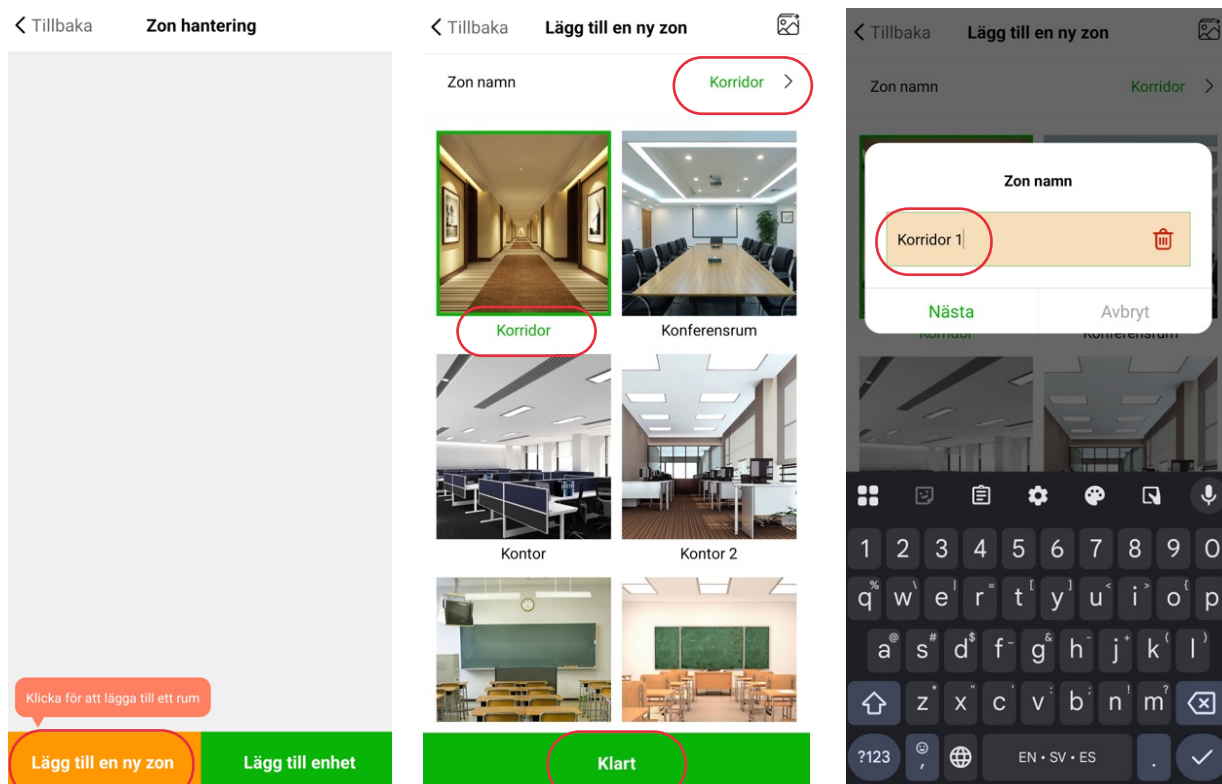 Tillbaka Zon hantering
Klicka för att lägga till ett rum
Lägg till en ny zon Lägg till enhet
Tillbaka Lägg till en ny zon
Zon namn Korridor
Korridor Konferensrum
Kontor Kontor 2
Klart
Tillbaka Lägg till en ny zon
Zon namn Korridor
Zon namn
Korridor 1
Nästa Avbryt
Korridor Konferensrum
1 2 3 4 5 6 7 8 9 0
q w e r t y u i o p
a s d f g h j k l
z x c v b n m
?123 , EN • SV • ES .